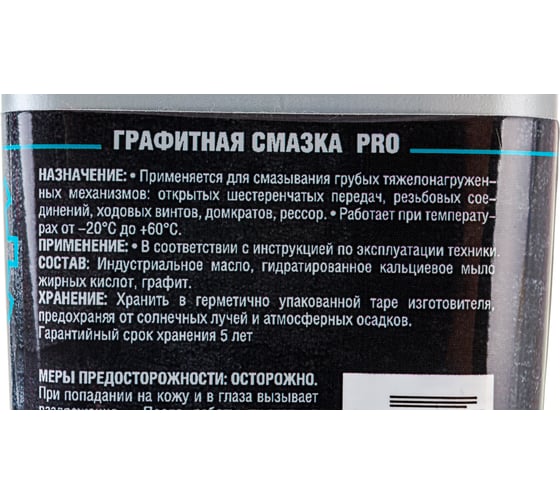 ГРАФИТНАЯ СМАЗКА PRO
НАЗНАЧЕНИЕ: • Применяется для смазывания грубых тяжелонагружен-
ных механизмов: открытых шестеренчатых передач, резьбовых сое-
динений, ходовых винтов, домкратов, рессор. • Работает при температу-
рах от –20°С до +60°С.
ПРИМЕНЕНИЕ: • В соответствии с инструкцией по эксплуатации техники.
СОСТАВ: Индустриальное масло, гидратированное кальциевое мыло
жирных кислот, графит.
ХРАНЕНИЕ: Хранить в герметично упакованной таре изготовителя,
предохраняя от солнечных лучей и атмосферных осадков.
Гарантийный срок хранения 5 лет
МЕРЫ ПРЕДОСТОРОЖНОСТИ: ОСТОРОЖНО.
При попадании на кожу и в глаза вызывает